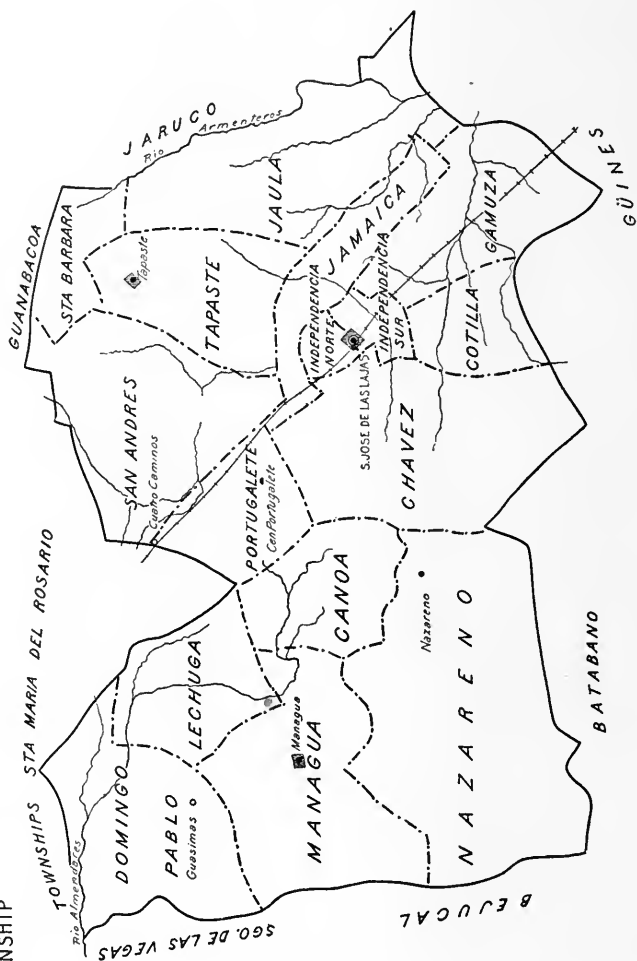 NSHIP
TOWNSHIPS STA MARIA DEL ROSARIO
GUANABACOA
JARUCO
Rio Armenteros
STA BARBARA
Tapaste
TAPASTE
JAULA
JAMAICA
SAN ANDRES
Cuatro Caminos
INDEPENDENCIA
NORTE
INDEPENDENCIA
SUR
S. JOSE DE LAS LAJAS
GAMUZA
GÜINES
COTILLA
CHAVEZ
PORTUGALETE
Cen Portugalete
CANOA
LECHUGA
Rio Almendares
DOMINGO
PABLO
Guasimas
Managua
MANAGUA
Nazareno
NAZARENO
BATABANO
BEJUCAL
SGO. DE LAS VEGAS